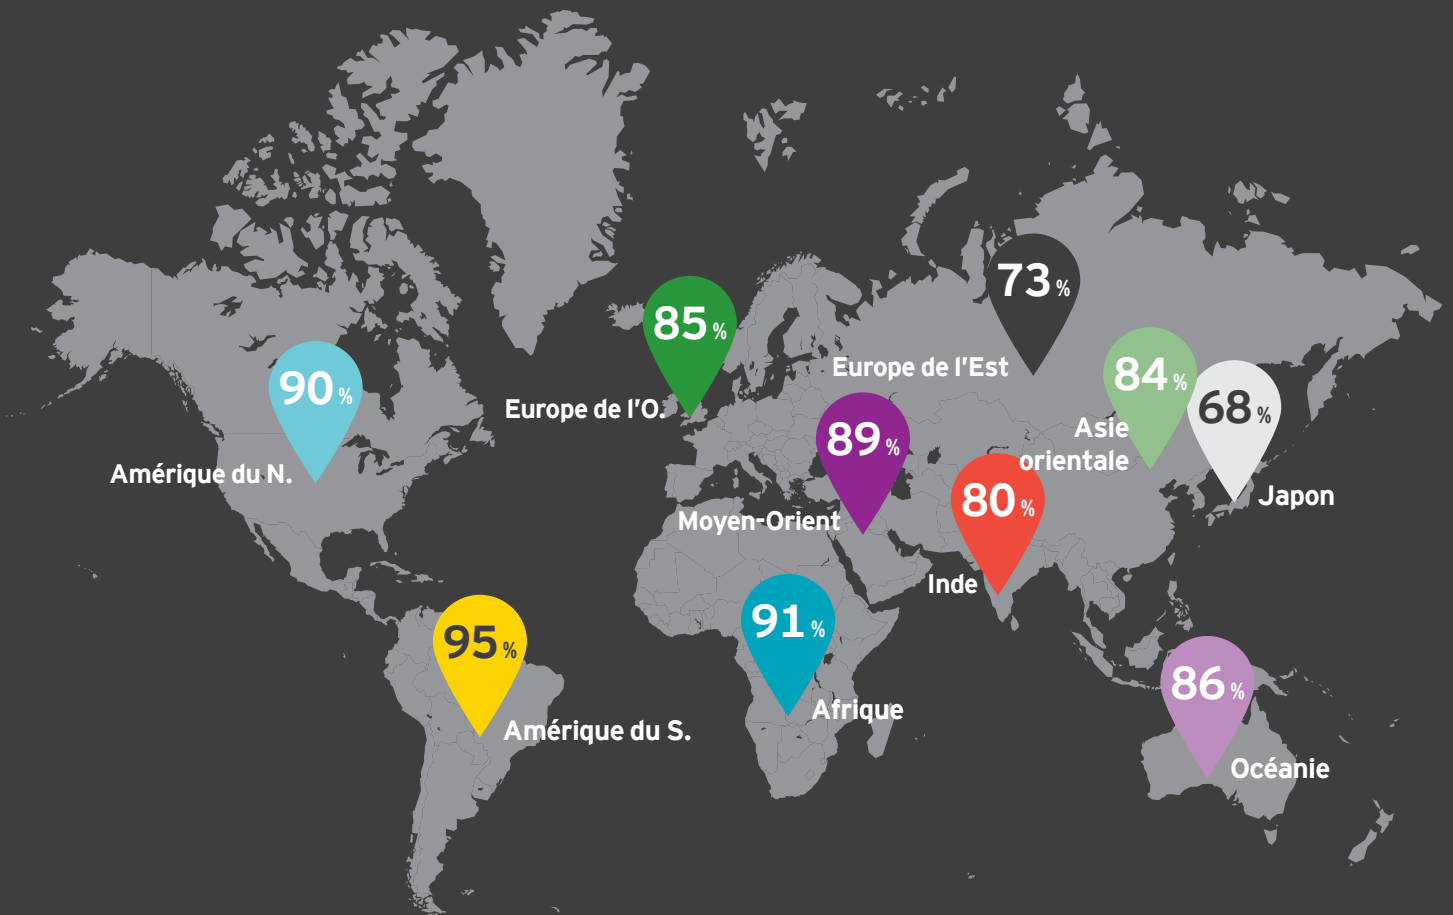 73 %
Europe de l'Est
85 %
Europe de l'O.
84 %
Asie
orientale
90 %
Amérique du N.
68 %
Japon
89 %
Moyen-Orient
80 %
Inde
91 %
Afrique
95 %
Amérique du S.
86 %
Océanie